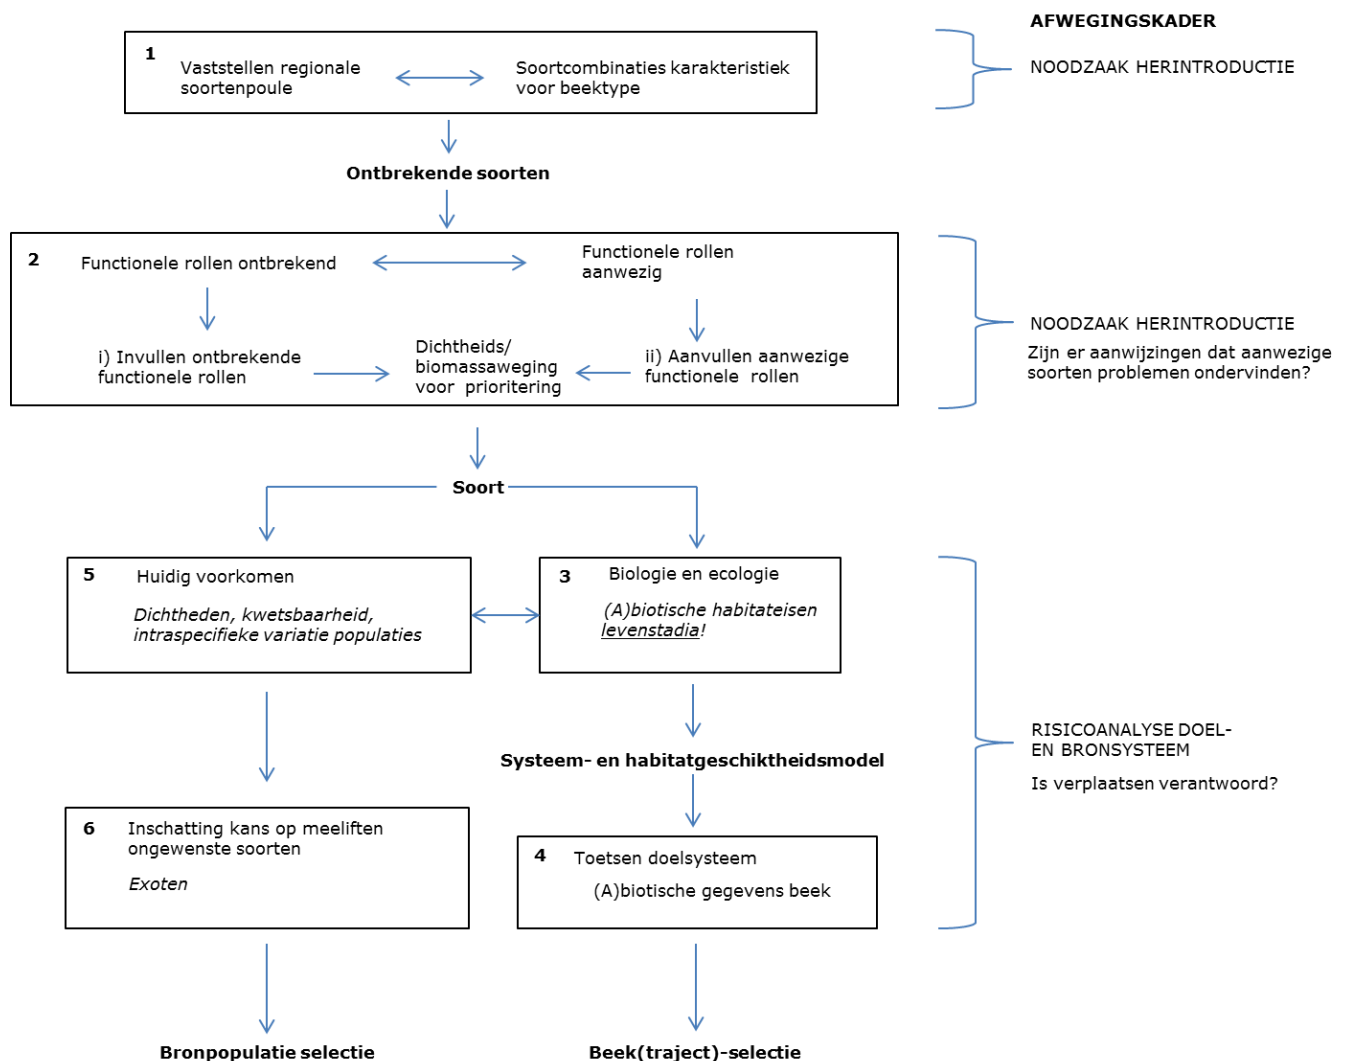 AFWEGINGSKADER
1
Vaststellen regionale
soortenpoule
Soortcombinaties karakteristiek
voor beektype
NOODZAAK HERINTRODUCTIE
Ontbrekende soorten
2
Functionele rollen ontbrekend
Functionele rollen
aanwezig
i) Invullen ontbrekende
functionele rollen
Dichtheids/
biomassaweging
voor prioritering
ii) Aanvullen aanwezige
functionele rollen
NOODZAAK HERINTRODUCTIE
Zijn er aanwijzingen dat aanwezige
soorten problemen ondervinden?
Soort
5
Huidig voorkomen
Dichtheden, kwetsbaarheid,
intraspecifieke variatie populaties
3
Biologie en ecologie
(A)biotische habitateisen
levenstadia!
Systeem- en habitatgeschiktheidsmodel
RISICOANALYSE DOEL-
EN BRONSYSTEEM
Is verplaatsen verantwoord?
6
Inschatting kans op meeliften
ongewenste soorten
Exoten
4
Toetsen doelsysteem
(A)biotische gegevens beek
Bronpopulatie selectie
Beek(traject)-selectie